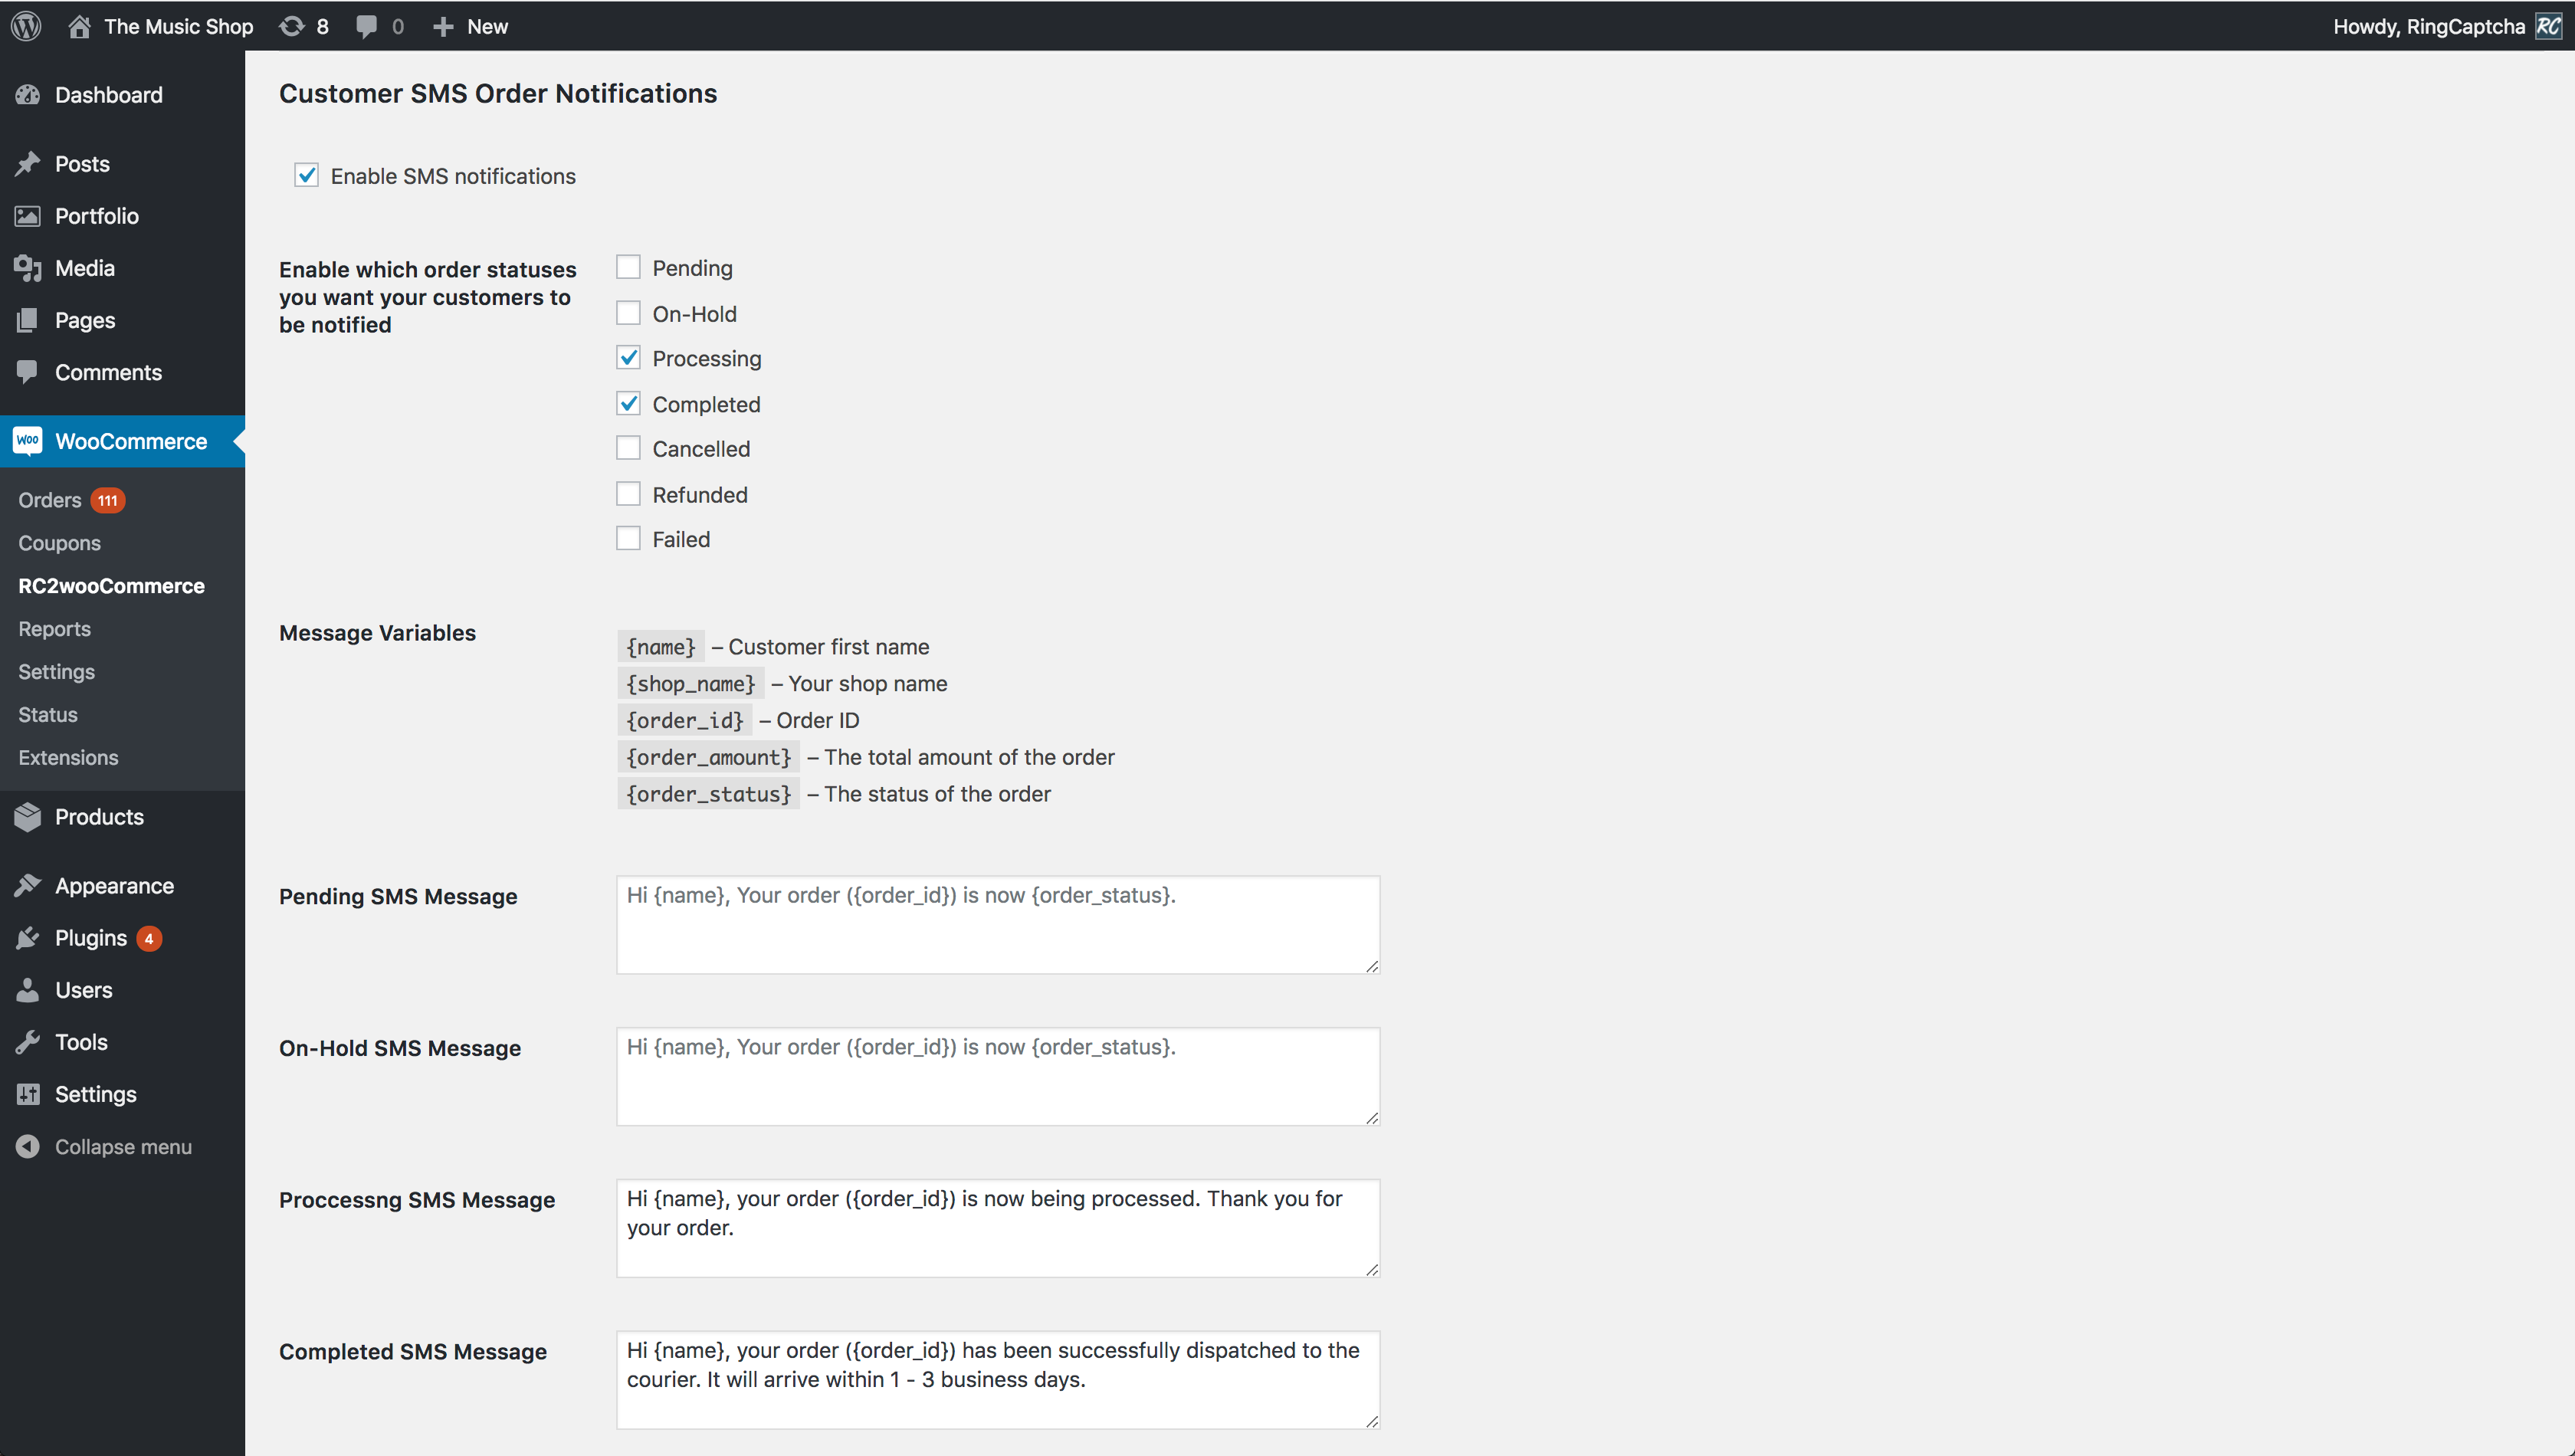 The Music Shop 8 0 New Howdy, RingCaptcha RC
Dashboard
Posts
Portfolio
Media
Pages
Comments
Woo WooCommerce
Orders 111
Coupons
RC2wooCommerce
Reports
Settings
Status
Extensions
Products
Appearance
Plugins 4
Users
Tools
Settings
Collapse menu
Customer SMS Order Notifications
Enable SMS notifications
Enable which order statuses
you want your customers to
be notified
Pending
On-Hold
Processing
Completed
Cancelled
Refunded
Failed
Message Variables
{name} – Customer first name
{shop_name} – Your shop name
{order_id} – Order ID
{order_amount} – The total amount of the order
{order_status} – The status of the order
Pending SMS Message
Hi {name}, Your order ({order_id}) is now {order_status}.
On-Hold SMS Message
Hi {name}, Your order ({order_id}) is now {order_status}.
Proccessng SMS Message
Hi {name}, your order ({order_id}) is now being processed. Thank you for
your order.
Completed SMS Message
Hi {name}, your order ({order_id}) has been successfully dispatched to the
courier. It will arrive within 1 - 3 business days.